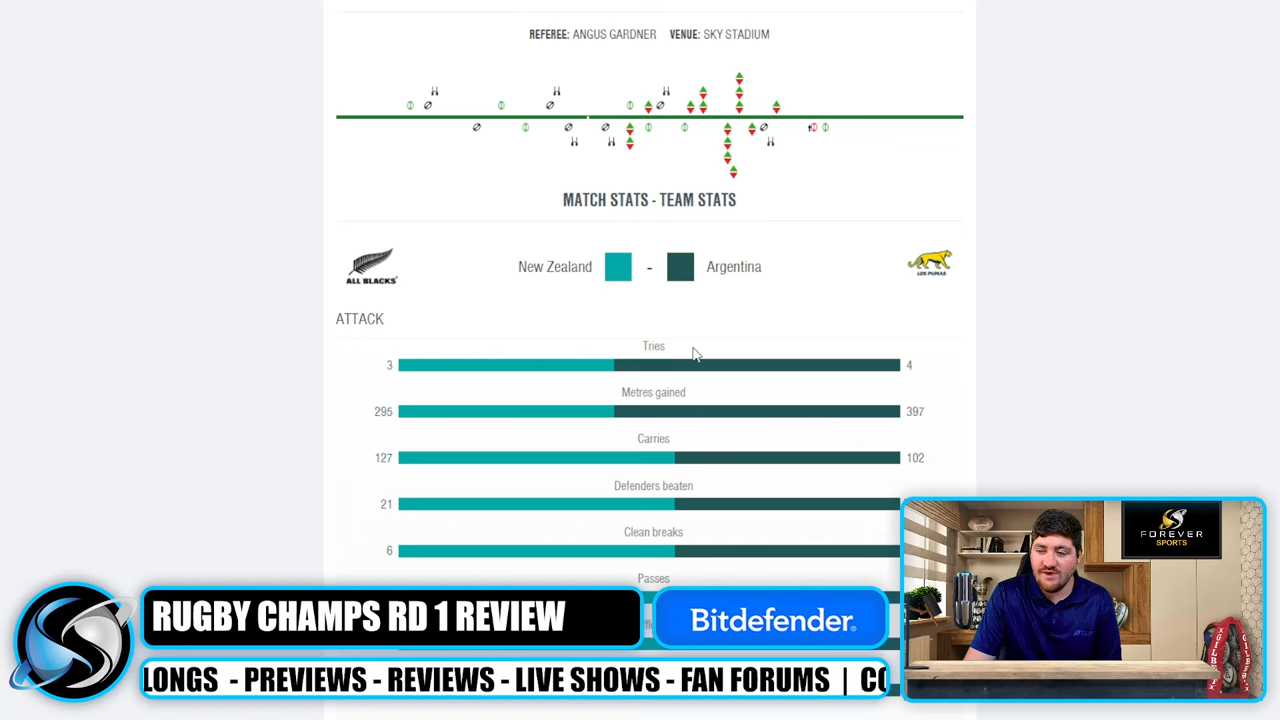 REFEREE: ANGUS GARDNER VENUE: SKY STADIUM
MATCH STATS - TEAM STATS
ALL BLACKS
New Zealand - Argentina
LOS PUMAS
ATTACK
Tries
3 4
Metres gained
295 397
Carries
127 102
Defenders beaten
21
Clean breaks
6
Passes
FOREVER
SPORTS
RUGBY CHAMPS RD 1 REVIEW
Bitdefender
LONGS - PREVIEWS - REVIEWS - LIVE SHOWS - FAN FORUMS |